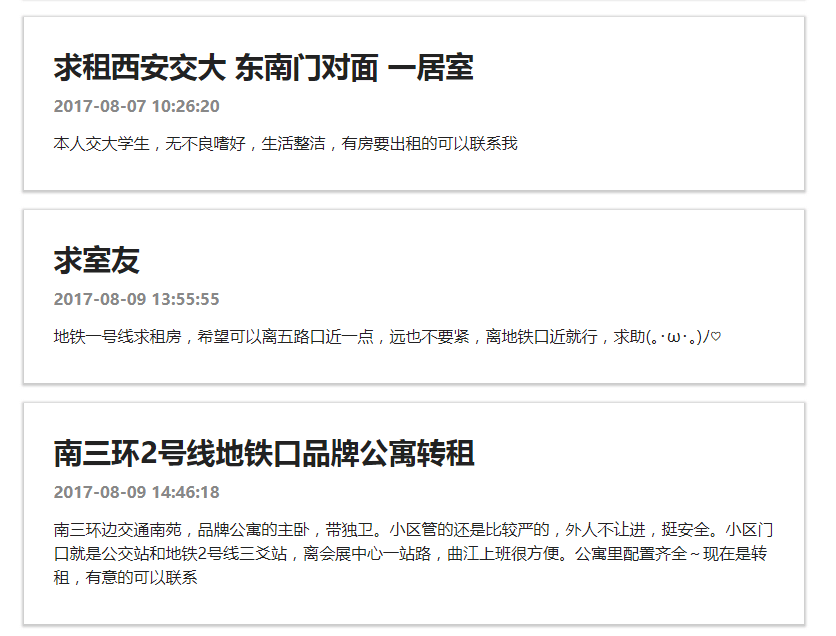 求租西安交大 东南门对面 一居室
2017-08-07 10:26:20
本人交大学生，无不良嗜好，生活整洁，有房要出租的可以联系我
求室友
2017-08-09 13:55:55
地铁一号线求租房，希望可以离五路口近一点，远也不要紧，离地铁口近就行，求助(｡･ω･｡)ﾉ♡
南三环2号线地铁口品牌公寓转租
2017-08-09 14:46:18
南三环边交通南苑，品牌公寓的主卧，带独卫。小区管的还是比较严的，外人不让进，挺安全。小区门
口就是公交站和地铁2号线三爻站，离会展中心一站路，曲江上班很方便。公寓里配置齐全～现在是转
租，有意的可以联系